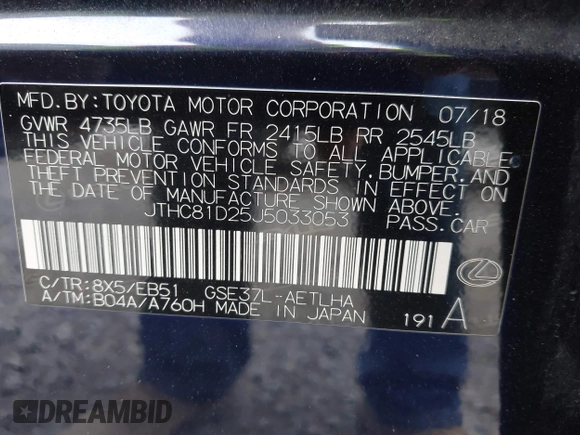 MFD.BY:TOYOTA MOTOR CORPORATION 07/18
GVWR 4735LB GAWR FR 2415LB RR 2545LB
THIS VEHICLE CONFORMS TO ALL APPLICABLE
FEDERAL MOTOR VEHICLE SAFETY,BUMPER,AND
THEFT PREVENTION STANDARDS IN EFFECT ON
THE DATE OF MANUFACTURE SHOWN ABOVE.
JTHC81D25J5033053 PASS.CAR
C/TR:8X5/EB51 GSE37L-AETLHA
A/TM:B04A/A760H MADE IN JAPAN 191 A
DREAMBID